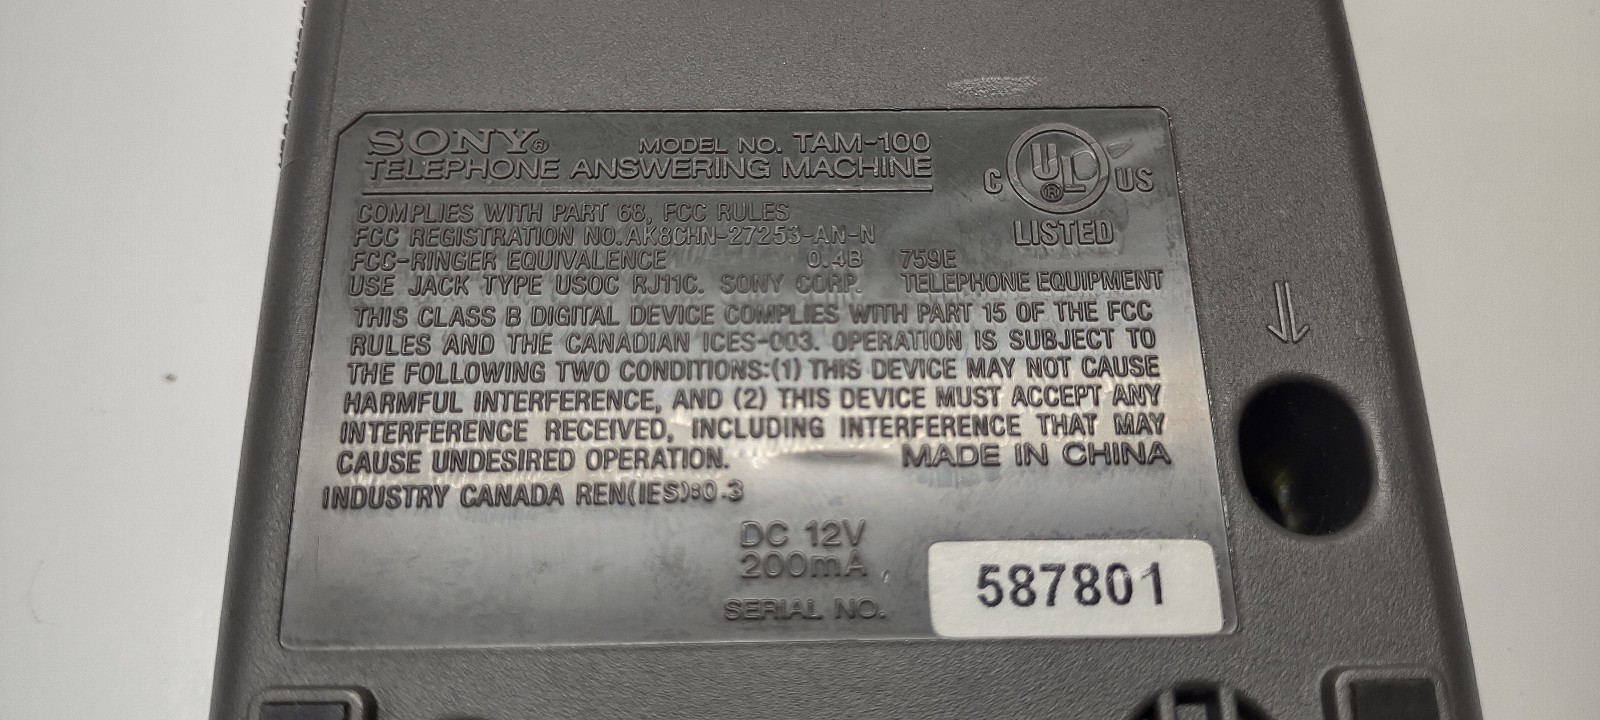 SONY® MODEL NO. TAM-100
TELEPHONE ANSWERING MACHINE
C UL® US
LISTED
COMPLIES WITH PART 68, FCC RULES
FCC REGISTRATION NO. AK8CHN-27253-AN-N
FCC-RINGER EQUIVALENCE 0.4B 759E
USE JACK TYPE USOC RJ11C. SONY CORP. TELEPHONE EQUIPMENT
THIS CLASS B DIGITAL DEVICE COMPLIES WITH PART 15 OF THE FCC
RULES AND THE CANADIAN ICES-003. OPERATION IS SUBJECT TO
THE FOLLOWING TWO CONDITIONS:(1) THIS DEVICE MAY NOT CAUSE
HARMFUL INTERFERENCE, AND (2) THIS DEVICE MUST ACCEPT ANY
INTERFERENCE RECEIVED, INCLUDING INTERFERENCE THAT MAY
CAUSE UNDESIRED OPERATION. MADE IN CHINA
INDUSTRY CANADA REN(IES):0.3
DC 12V
200mA
SERIAL NO. 587801